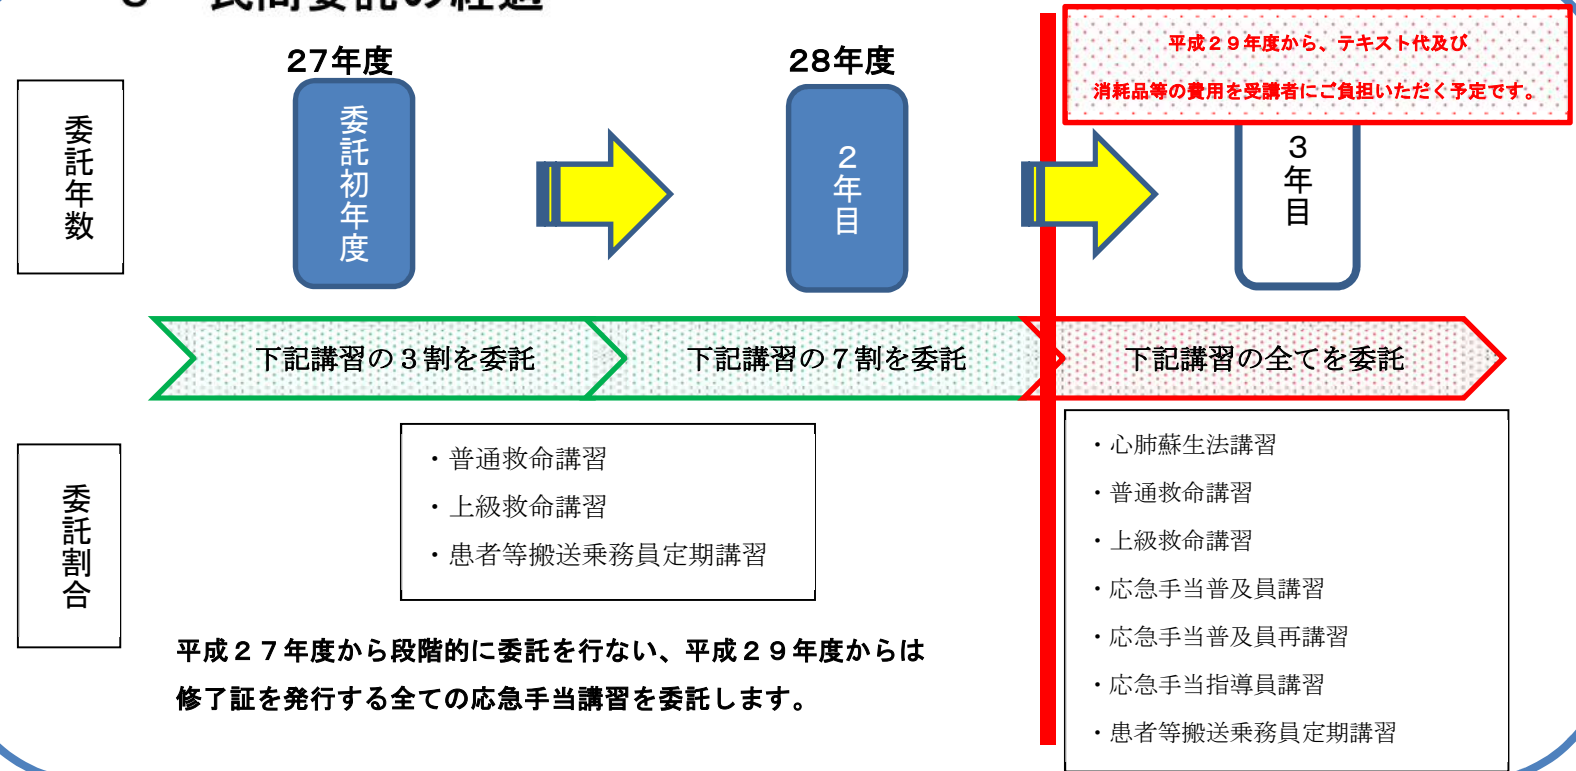 民間委託の経過
27年度
28年度
平成２９年度から、テキスト代及び
消耗品等の費用を受講者にご負担いただく予定です。
委託年数
委託初年度
２年目
３年目
下記講習の３割を委託
下記講習の７割を委託
下記講習の全てを委託
委託割合
・普通救命講習
・上級救命講習
・患者等搬送乗務員定期講習
・心肺蘇生法講習
・普通救命講習
・上級救命講習
・応急手当普及員講習
・応急手当普及員再講習
・応急手当指導員講習
・患者等搬送乗務員定期講習
平成２７年度から段階的に委託を行ない、平成２９年度からは
修了証を発行する全ての応急手当講習を委託します。